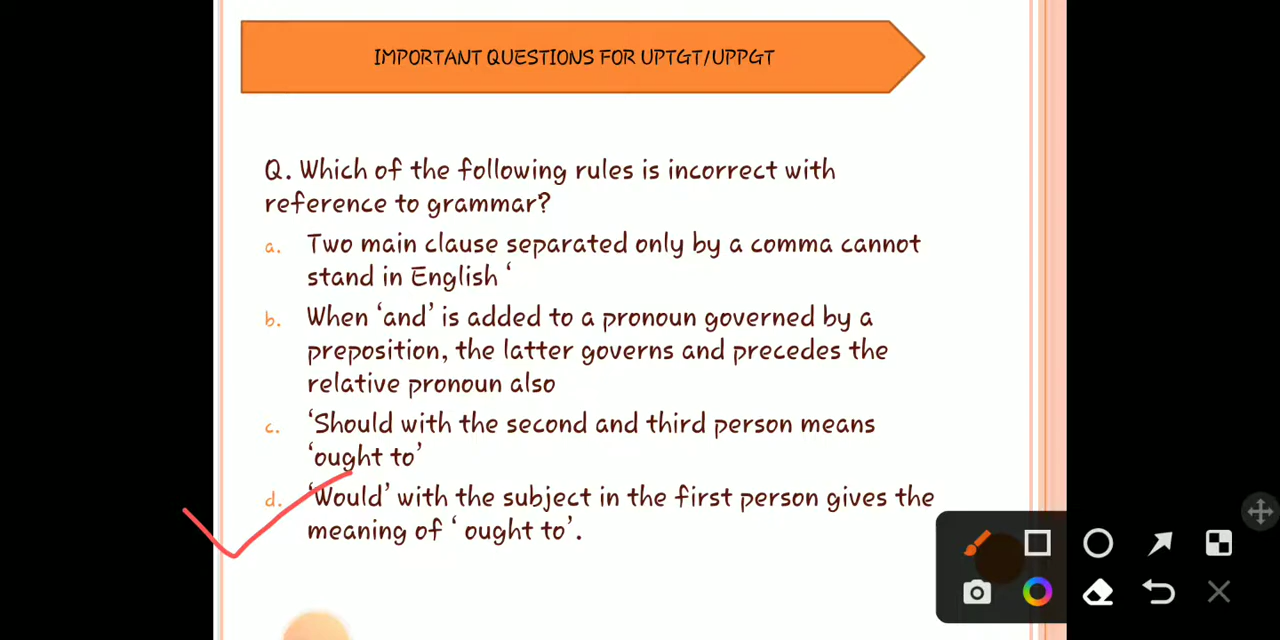 IMPORTANT QUESTIONS FOR UPTGT/UPPGT
Q. Which of the following rules is incorrect with
reference to grammar?
a. Two main clause separated only by a comma cannot
stand in English ‘
b. When ‘and’ is added to a pronoun governed by a
preposition, the latter governs and precedes the
relative pronoun also
c. ‘Should with the second and third person means
‘ought to’
d. ‘Would’ with the subject in the first person gives the
meaning of ‘ ought to’.